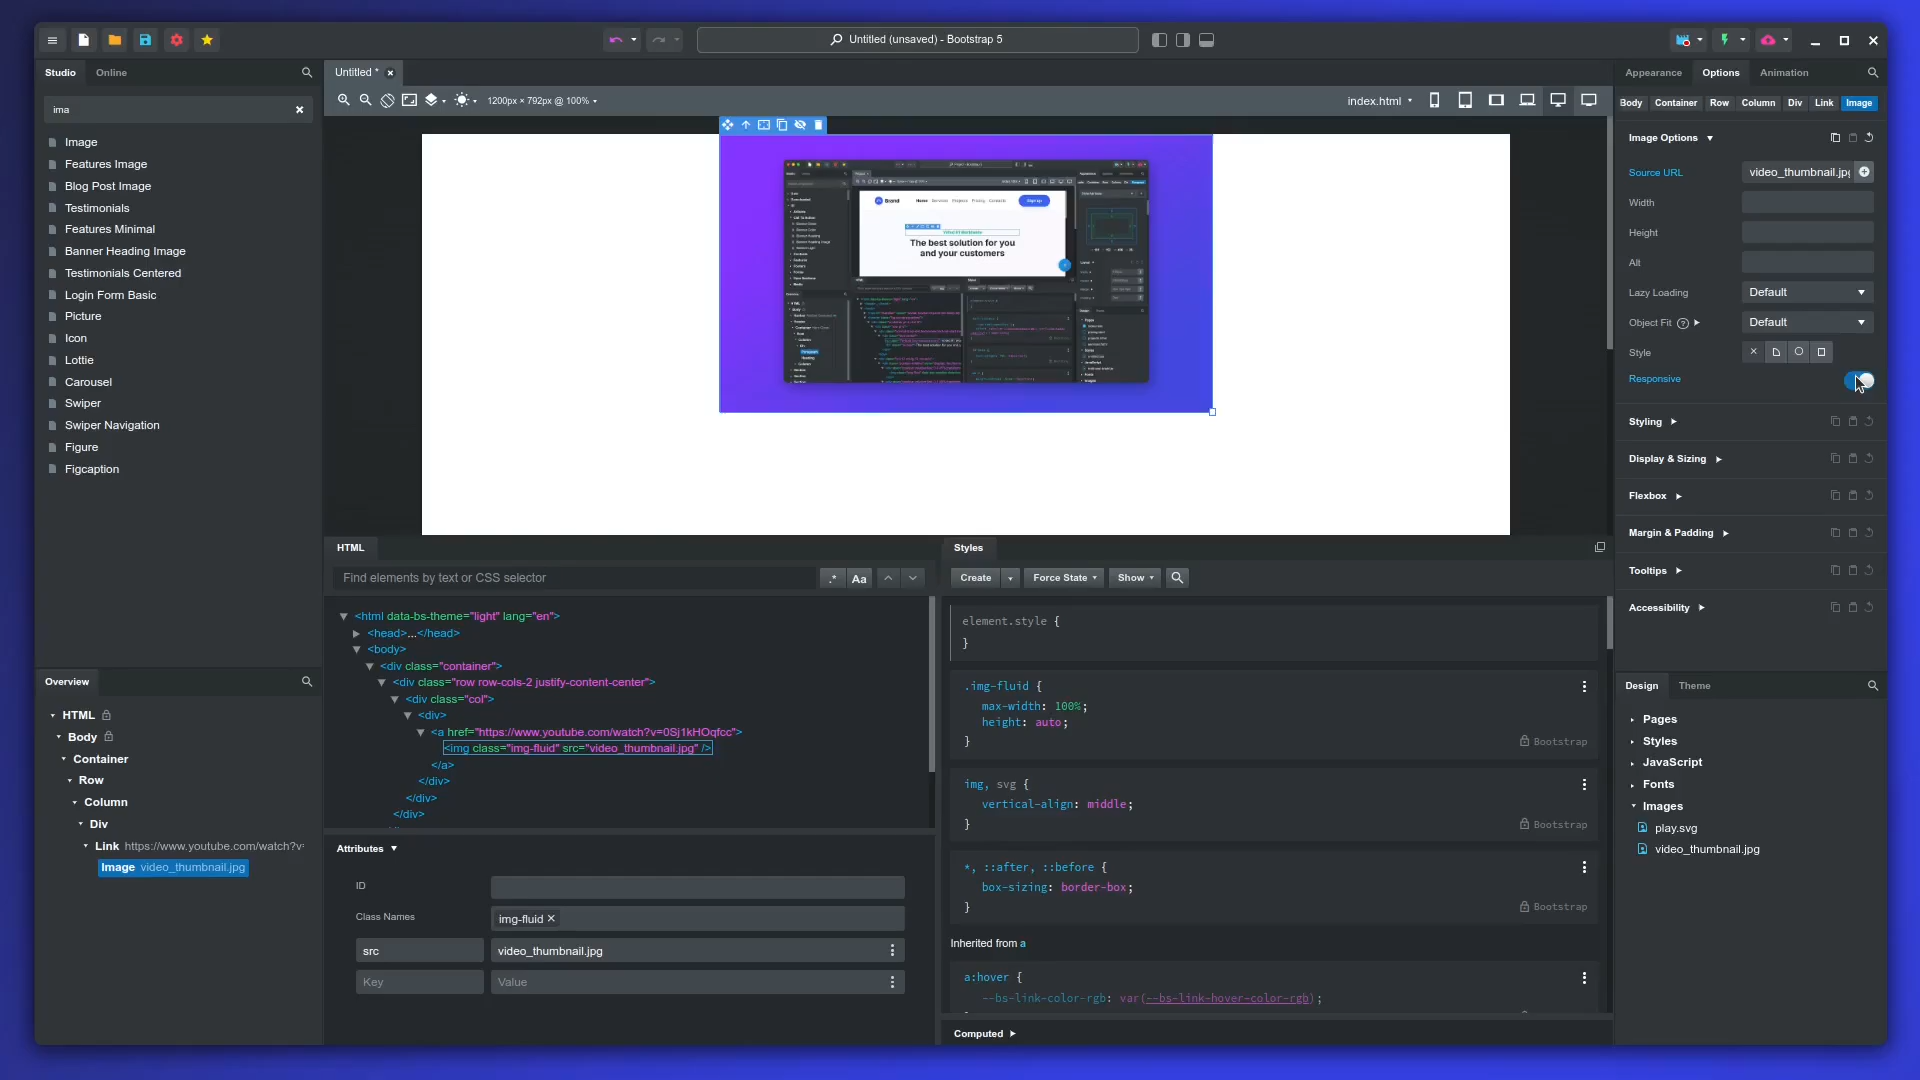 Untitled (unsaved) - Bootstrap 5
Studio
Online
ima
Image
Features Image
Blog Post Image
Testimonials
Features Minimal
Banner Heading Image
Testimonials Centered
Login Form Basic
Picture
Icon
Lottie
Carousel
Swiper
Swiper Navigation
Figure
Figcaption
Overview
HTML
Body
Container
Row
Column
Div
Link https://www.youtube.com/watch?v=
Image video_thumbnail.jpg
Untitled *
1200px × 792px @ 100%
index.html
Brand
Home
Services
Projects
Pricing
Contacts
Sign up
The best solution for you
and your customers
HTML
Find elements by text or CSS selector
.*
Aa
<html data-bs-theme="light" lang="en">
<head>...</head>
<body>
<div class="container">
<div class="row row-cols-2 justify-content-center">
<div class="col">
<div>
<a href="https://www.youtube.com/watch?v=0Sj1kHOqfcc">
<img class="img-fluid" src="video_thumbnail.jpg" />
</a>
</div>
</div>
</div>
Attributes
ID
Class Names
img-fluid
src
video_thumbnail.jpg
Key
Value
Styles
Create
Force State
Show
element.style {
}
.img-fluid {
max-width: 100%;
height: auto;
}
Bootstrap
img, svg {
vertical-align: middle;
}
Bootstrap
*, ::after, ::before {
box-sizing: border-box;
}
Bootstrap
Inherited from a
a:hover {
--bs-link-color-rgb: var(--bs-link-hover-color-rgb);
Computed
Appearance
Options
Animation
Body
Container
Row
Column
Div
Link
Image
Image Options
Source URL
video_thumbnail.jpg
Width
Height
Alt
Lazy Loading
Default
Object Fit
Default
Style
Responsive
Styling
Display & Sizing
Flexbox
Margin & Padding
Tooltips
Accessibility
Design
Theme
Pages
Styles
JavaScript
Fonts
Images
play.svg
video_thumbnail.jpg